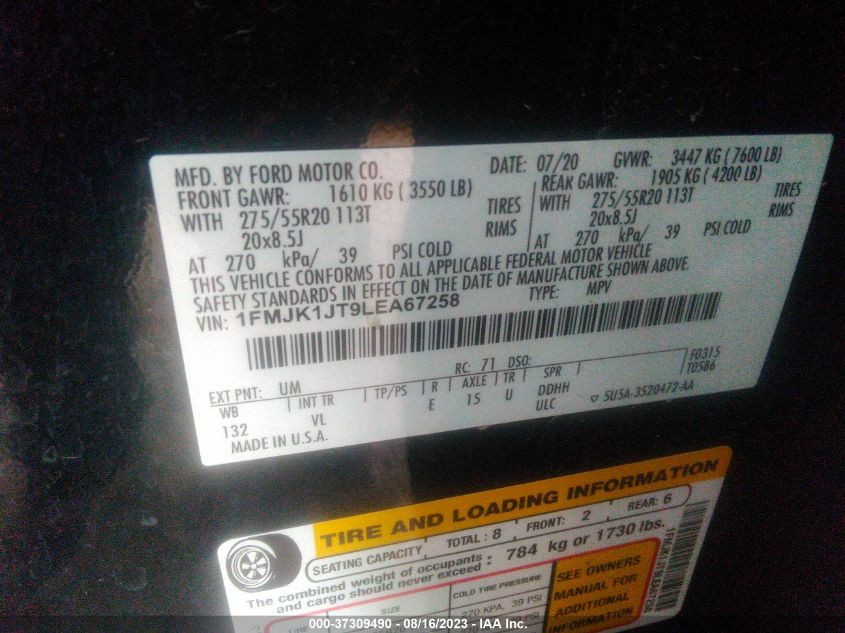 MFD. BY FORD MOTOR CO. DATE: 07/20 GVWR: 3447 KG ( 7600 LB)
FRONT GAWR: 1610 KG ( 3550 LB) REAR GAWR: 1905 KG ( 4200 LB)
WITH 275/55R20 113T TIRES WITH 275/55R20 113T TIRES
20x8.5J RIMS 20x8.5J RIMS
AT 270 kPa/ 39 PSI COLD AT 270 kPa/ 39 PSI COLD
THIS VEHICLE CONFORMS TO ALL APPLICABLE FEDERAL MOTOR VEHICLE
SAFETY STANDARDS IN EFFECT ON THE DATE OF MANUFACTURE SHOWN ABOVE.
VIN: 1FMJK1JT9LEA67258 TYPE: MPV
F0315
T0586
EXT PNT: UM RC: 71 DSO:
WB INT TR TP/PS R AXLE TR SPR
132 VL E 15 U DDHH
ULC
MADE IN U.S.A. 5U5A-3520472-AA
TIRE AND LOADING INFORMATION
SEATING CAPACITY TOTAL : 8 FRONT: 2 REAR: 6
The combined weight of occupants and cargo should never exceed : 784 kg or 1730 lbs.
TIRE SIZE COLD TIRE PRESSURE
270 KPA, 39 PSI
SEE OWNERS
MANUAL FOR
ADDITIONAL
INFORMATION
000-37309490 - 08/16/2023 - IAA Inc.